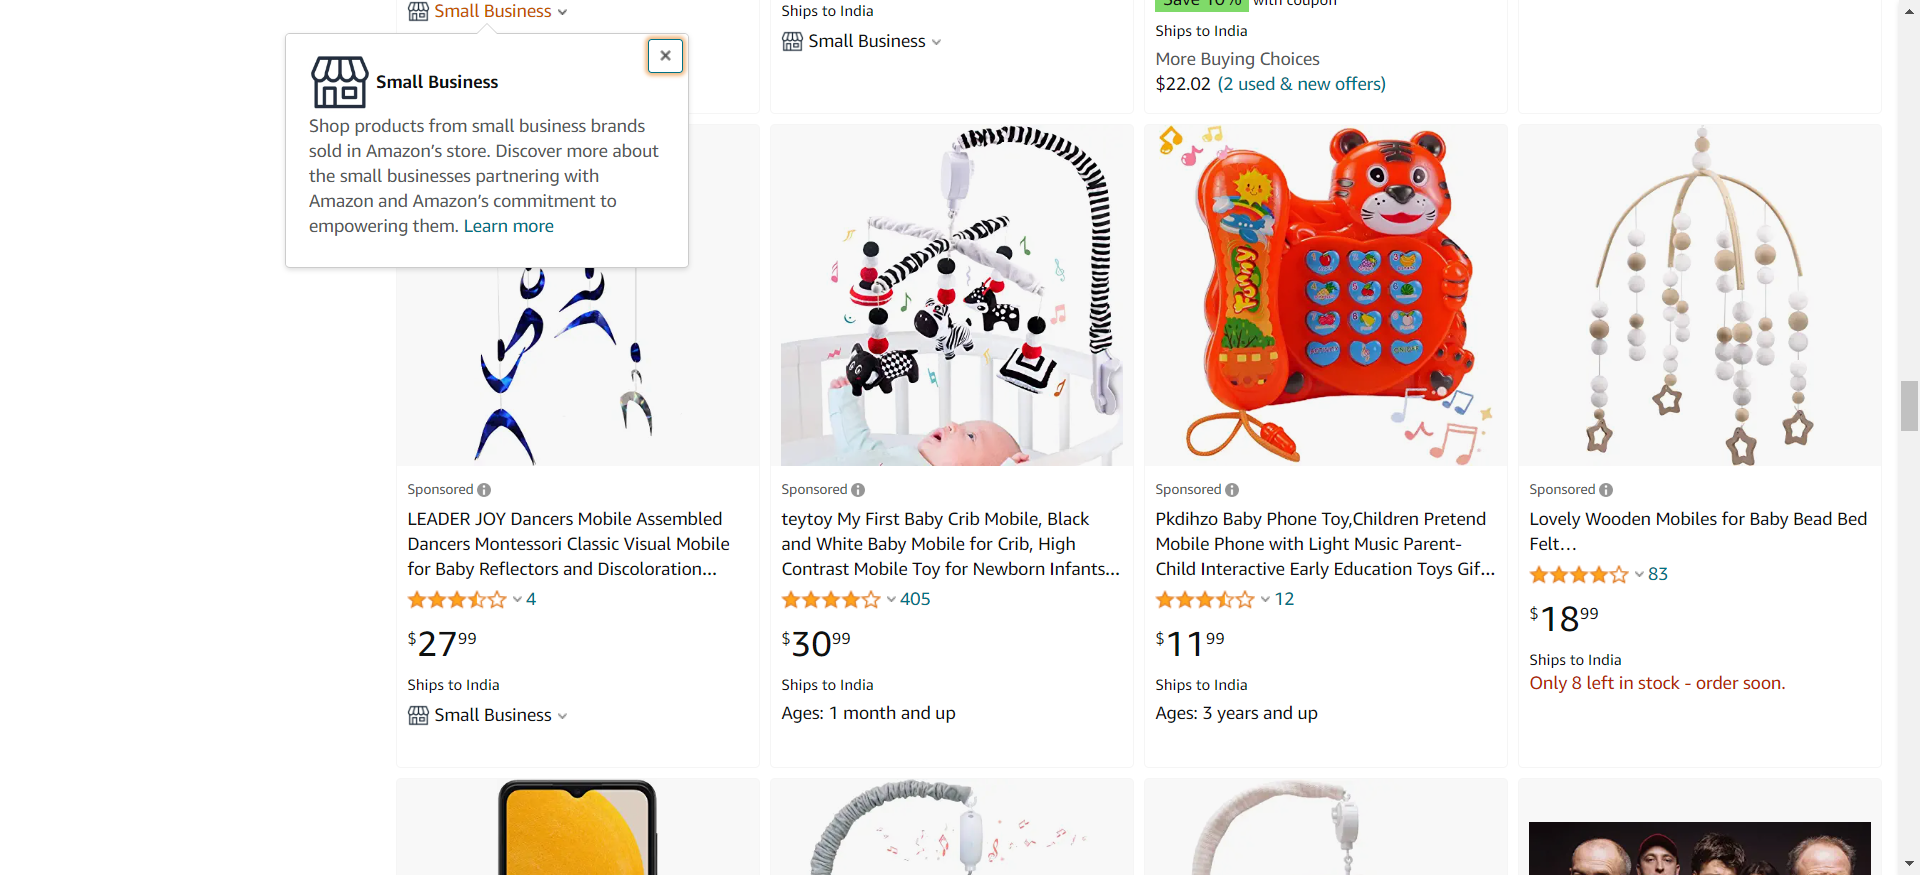 Small Business
Ships to India
Small Business
Save 10% with coupon
Ships to India
More Buying Choices
$22.02 (2 used & new offers)
Small Business
Shop products from small business brands
sold in Amazon's store. Discover more about
the small businesses partnering with
Amazon and Amazon's commitment to
empowering them. Learn more
Funny
Sponsored
LEADER JOY Dancers Mobile Assembled
Dancers Montessori Classic Visual Mobile
for Baby Reflectors and Discoloration...
4
$27.99
Ships to India
Small Business
Sponsored
teytoy My First Baby Crib Mobile, Black
and White Baby Mobile for Crib, High
Contrast Mobile Toy for Newborn Infants...
405
$30.99
Ships to India
Ages: 1 month and up
Sponsored
Pkdihzo Baby Phone Toy,Children Pretend
Mobile Phone with Light Music Parent-
Child Interactive Early Education Toys Gif...
12
$11.99
Ships to India
Ages: 3 years and up
Sponsored
Lovely Wooden Mobiles for Baby Bead Bed
Felt...
83
$18.99
Ships to India
Only 8 left in stock - order soon.